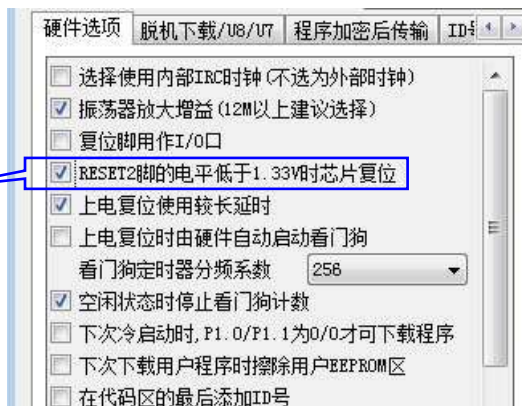 硬件选项 脱机下载/U8/U7 程序加密后传输 ID号
选择使用内部IRC时钟(不选为外部时钟)
振荡器放大增益(12M以上建议选择)
复位脚用作I/O口
RESET2脚的电平低于1.33V时芯片复位
上电复位使用较长延时
上电复位时由硬件自动启动看门狗
看门狗定时器分频系数 256
空闲状态时停止看门狗计数
下次冷启动时,P1.0/P1.1为0/0才可下载程序
下次下载用户程序时擦除用户EEPROM区
在代码区的最后添加ID号